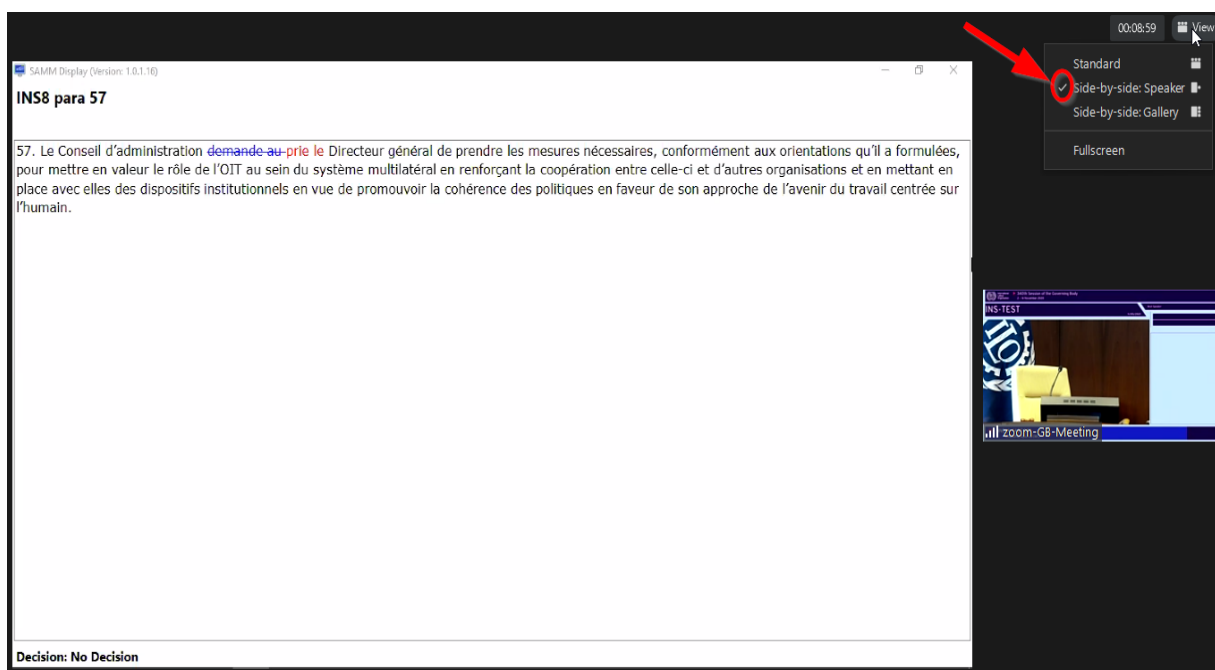 00:08:59 View
Standard
Side-by-side: Speaker
Side-by-side: Gallery
Fullscreen
SAMM Display (Version: 1.0.1.16)
INS8 para 57
57. Le Conseil d’administration demande au prie le Directeur général de prendre les mesures nécessaires, conformément aux orientations qu’il a formulées,
pour mettre en valeur le rôle de l’OIT au sein du système multilatéral en renforçant la coopération entre celle-ci et d’autres organisations et en mettant en
place avec elles des dispositifs institutionnels en vue de promouvoir la cohérence des politiques en faveur de son approche de l’avenir du travail centrée sur
l’humain.
INS-TEST
zoom-GB-Meeting
Decision: No Decision